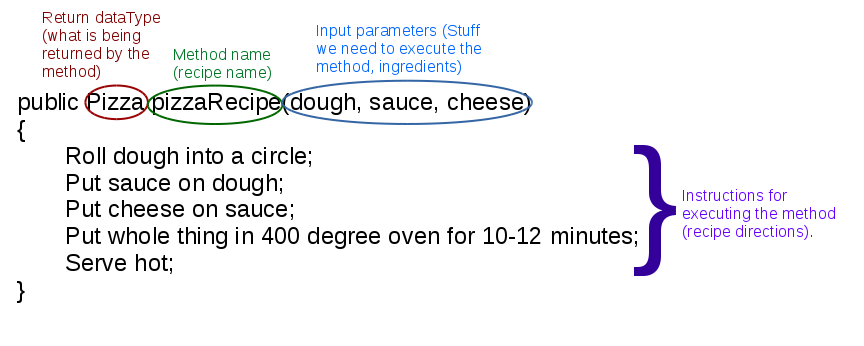 Return dataType
(what is being
returned by the
method)
Method name
(recipe name)
Input parameters (Stuff
we need to execute the
method, ingredients)
public Pizza pizzaRecipe(dough, sauce, cheese)
{
Roll dough into a circle;
Put sauce on dough;
Put cheese on sauce;
Put whole thing in 400 degree oven for 10-12 minutes;
Serve hot;
}
}
Instructions for
executing the method
(recipe directions).